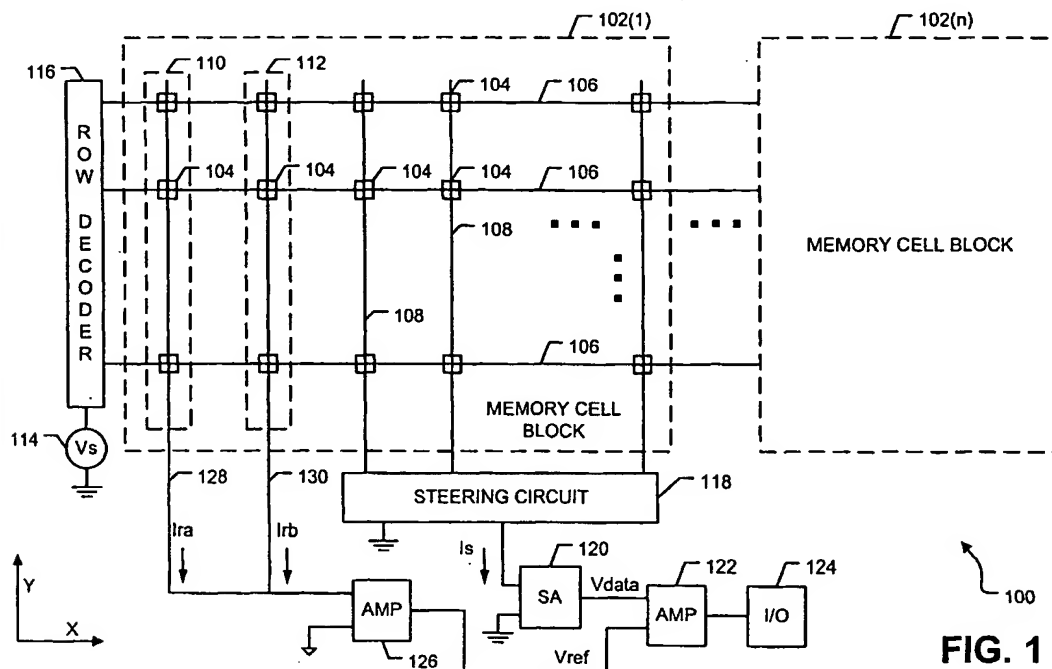 102(1)
102(n)
116
110
112
104
106
ROW DECODER
104
104
104
104
106
108
MEMORY CELL BLOCK
108
106
MEMORY CELL
BLOCK
114
Vs
128
130
STEERING CIRCUIT
118
Ira
Irb
Is
120
122
124
SA
Vdata
AMP
I/O
100
Y
X
AMP
126
Vref
FIG. 1